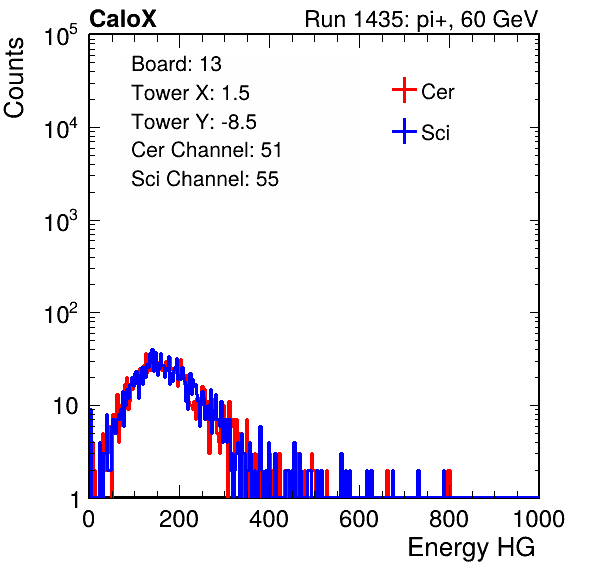 CaloX Run 1435: pi+, 60 GeV
Board: 13
Tower X: 1.5
Tower Y: -8.5
Cer Channel: 51
Sci Channel: 55
Cer
Sci
Counts
10^5
10^4
10^3
10^2
10
1
0 200 400 600 800 1000
Energy HG